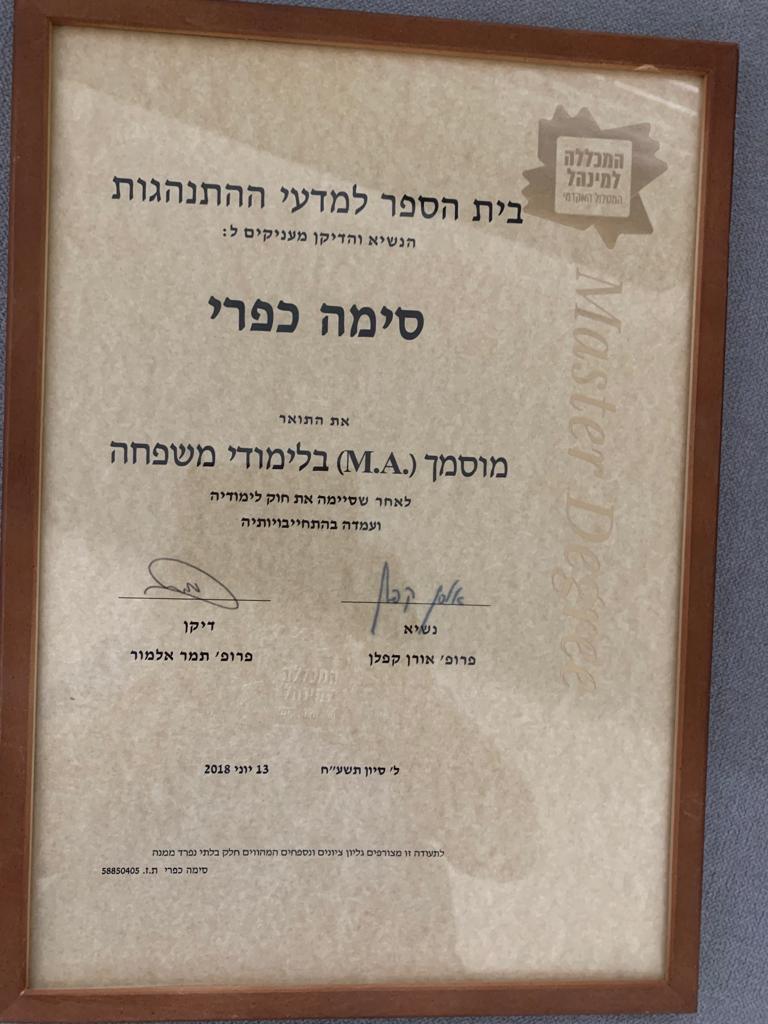 המכללה
למינהל
המסלול האקדמי
Master Degree
בית הספר למדעי ההתנהגות
הנשיא והדיקן מעניקים ל:
סימה כפרי
את התואר
מוסמך (M.A.) בלימודי משפחה
לאחר שסיימה את חוק לימודיה
ועמדה בהתחייבויותיה
נשיא
דיקן
פרופ׳ אורן קפלן
פרופ׳ תמר אלמור
המכללה
למינהל
ל׳ סיון תשע״ח 13 יוני 2018
לתעודה זו מצורפים גליון ציונים ונספחים המהווים חלק בלתי נפרד ממנה
סימה כפרי ת.ז. 58850405